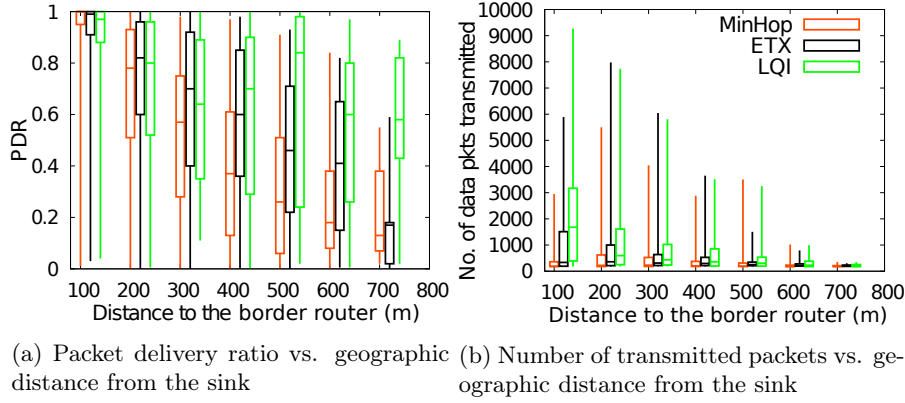 1
0.8
0.6
0.4
0.2
0
PDR
100 200 300 400 500 600 700 800
Distance to the border router (m)
(a) Packet delivery ratio vs. geographic
distance from the sink
10000
9000
8000
7000
6000
5000
4000
3000
2000
1000
0
No. of data pkts transmitted
MinHop
ETX
LQI
100 200 300 400 500 600 700 800
Distance to the border router (m)
(b) Number of transmitted packets vs. ge-
ographic distance from the sink